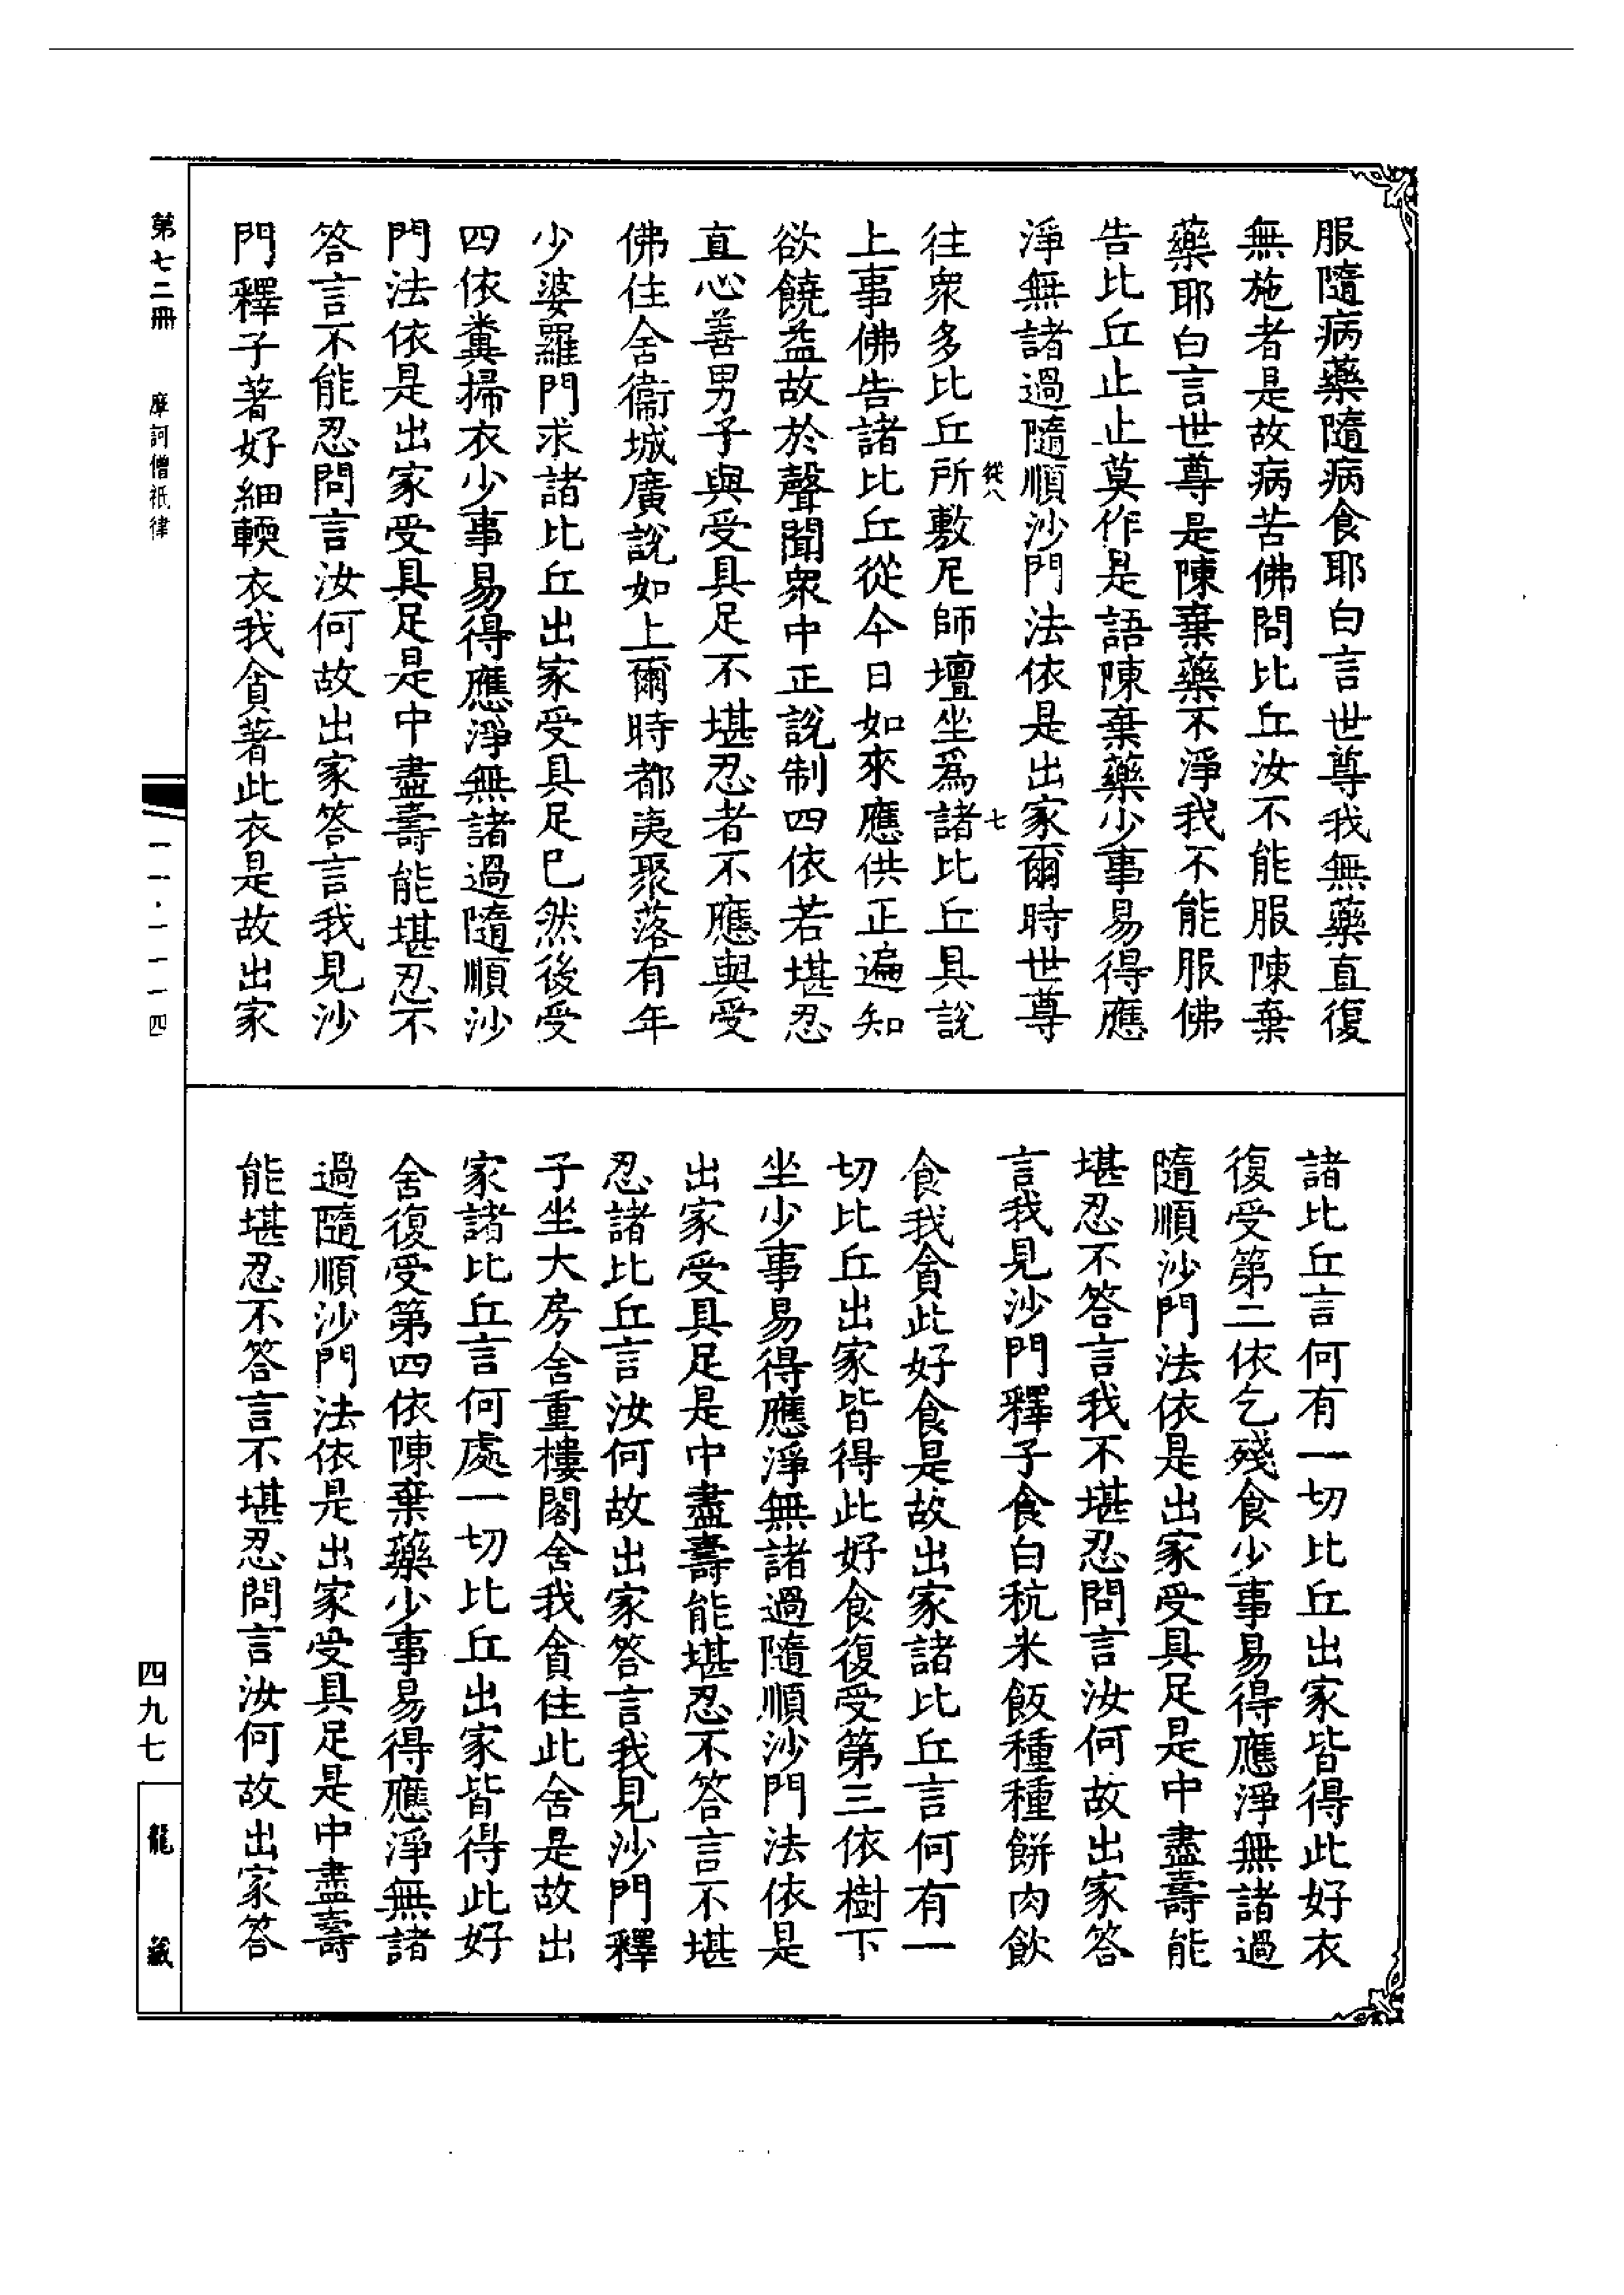 服隨病藥隨病食耶白言世尊我無藥直復
無施者是故病苦佛問比丘汝不能服陳棄
藥耶白言世尊是陳棄藥不淨我不能服佛
告比丘止止莫作是語陳棄藥少事易得應
淨無諸過隨順沙門法依是出家爾時世尊
縱八 七
往衆多比丘所敷尼師壇坐爲諸比丘具說
上事佛告諸比丘從今日如來應供正遍知
欲饒益故於聲聞衆中正說制四依若堪忍
直心善男子與受具足不堪忍者不應與受
佛住舍衞城廣說如上爾時都夷聚落有年
少婆羅門求諸比丘出家受具足已然後受
四依糞掃衣少事易得應淨無諸過隨順沙
門法依是出家受具足是中盡壽能堪忍不
答言不能忍問言汝何故出家答言我見沙
門釋子著好細輭衣我貪著此衣是故出家
諸比丘言何有一切比丘出家皆得此好衣
復受第二依乞殘食少事易得應淨無諸過
隨順沙門法依是出家受具足是中盡壽能
堪忍不答言我不堪忍問言汝何故出家答
言我見沙門釋子食白秔米飯種種餅肉飲
食我貪此好食是故出家諸比丘言何有一
切比丘出家皆得此好食復受第三依樹下
坐少事易得應淨無諸過隨順沙門法依是
出家受具足是中盡壽能堪忍不答言不堪
忍諸比丘言汝何故出家答言我見沙門釋
子坐大房舍重樓閣舍我貪住此舍是故出
家諸比丘言何處一切比丘出家皆得此好
舍復受第四依陳棄藥少事易得應淨無諸
過隨順沙門法依是出家受具足是中盡壽
能堪忍不答言不堪忍問言汝何故出家答
第七二冊 摩訶僧祇律 一一·一一一四
四九七 龍藏